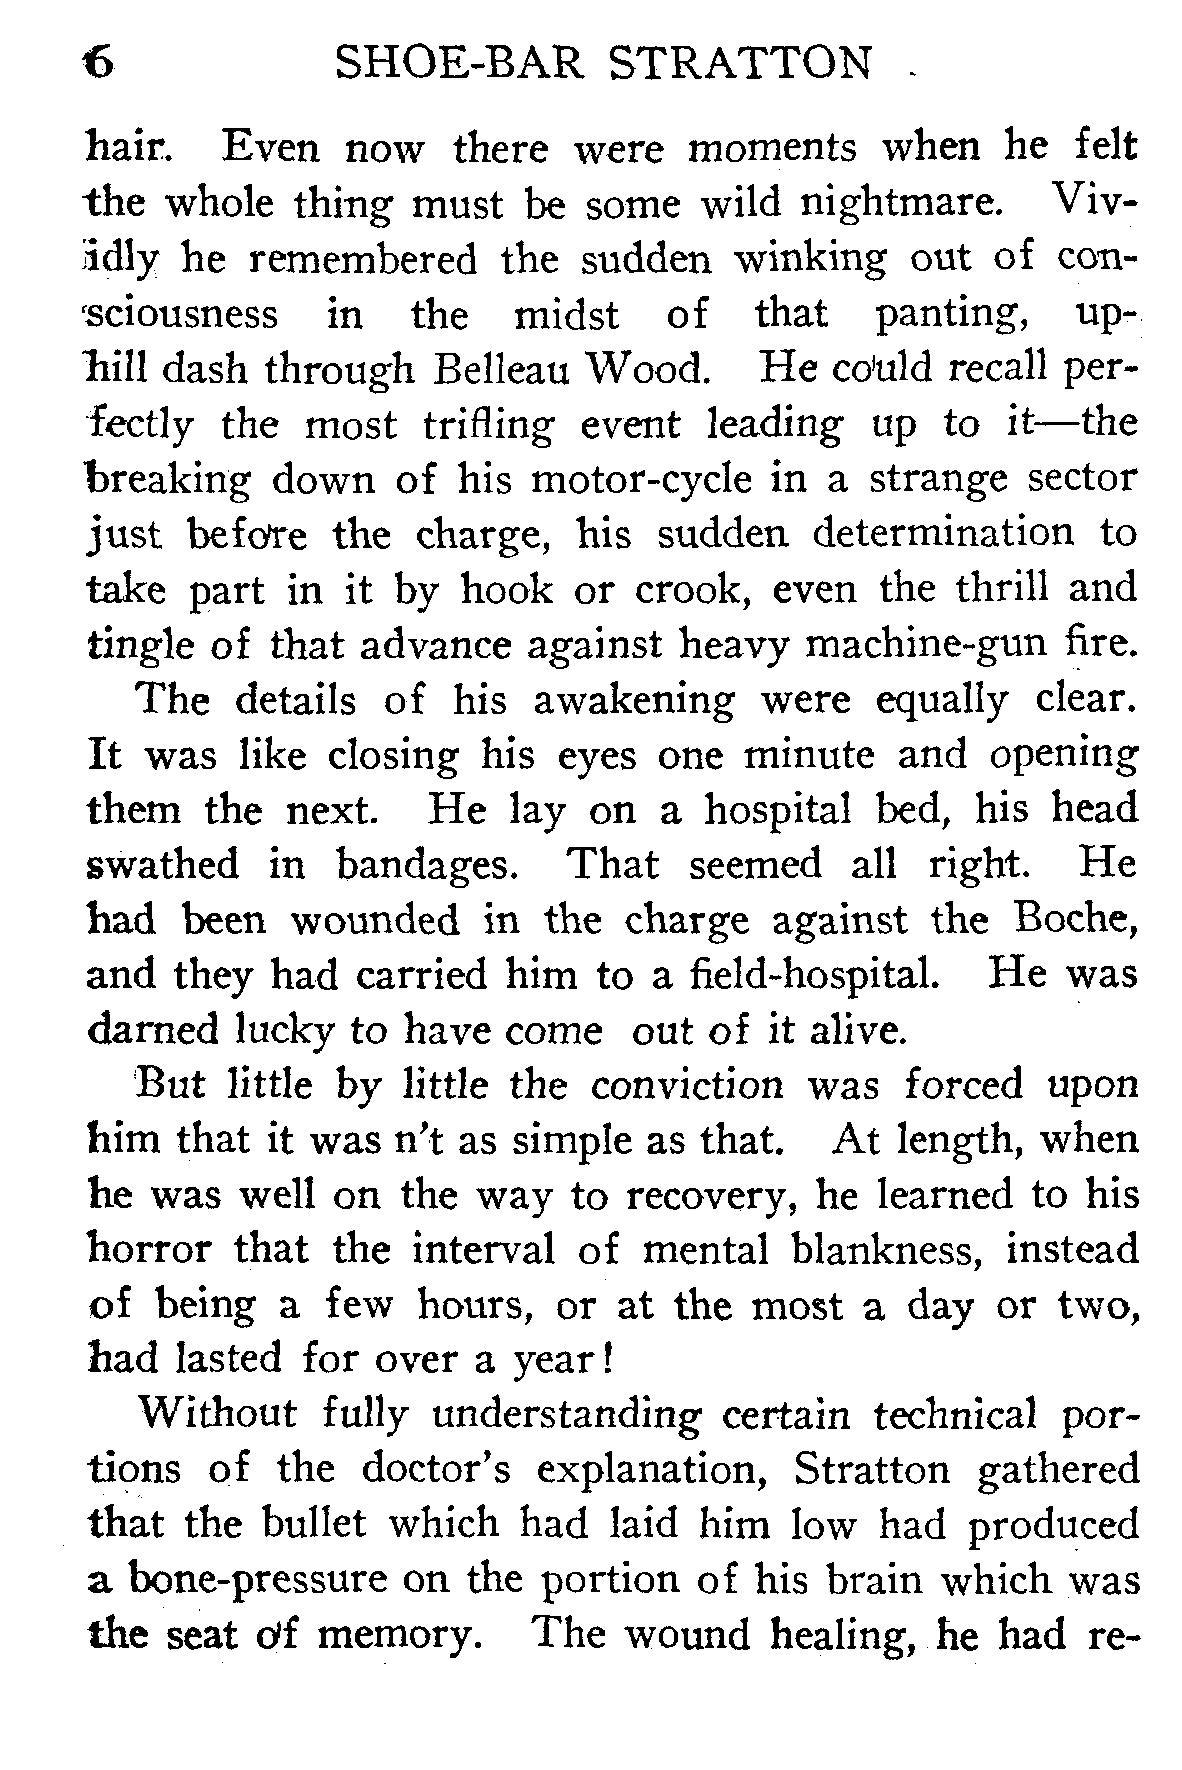 6 SHOE-BAR STRATTON
hair. Even now there were moments when he felt
the whole thing must be some wild nightmare. Viv-
idly he remembered the sudden winking out of con-
sciousness in the midst of that panting, up-
hill dash through Belleau Wood. He could recall per-
fectly the most trifling event leading up to it—the
breaking down of his motor-cycle in a strange sector
just before the charge, his sudden determination to
take part in it by hook or crook, even the thrill and
tingle of that advance against heavy machine-gun fire.
The details of his awakening were equally clear.
It was like closing his eyes one minute and opening
them the next. He lay on a hospital bed, his head
swathed in bandages. That seemed all right. He
had been wounded in the charge against the Boche,
and they had carried him to a field-hospital. He was
darned lucky to have come out of it alive.
But little by little the conviction was forced upon
him that it was n't as simple as that. At length, when
he was well on the way to recovery, he learned to his
horror that the interval of mental blankness, instead
of being a few hours, or at the most a day or two,
had lasted for over a year!
Without fully understanding certain technical por-
tions of the doctor's explanation, Stratton gathered
that the bullet which had laid him low had produced
a bone-pressure on the portion of his brain which was
the seat of memory. The wound healing, he had re-